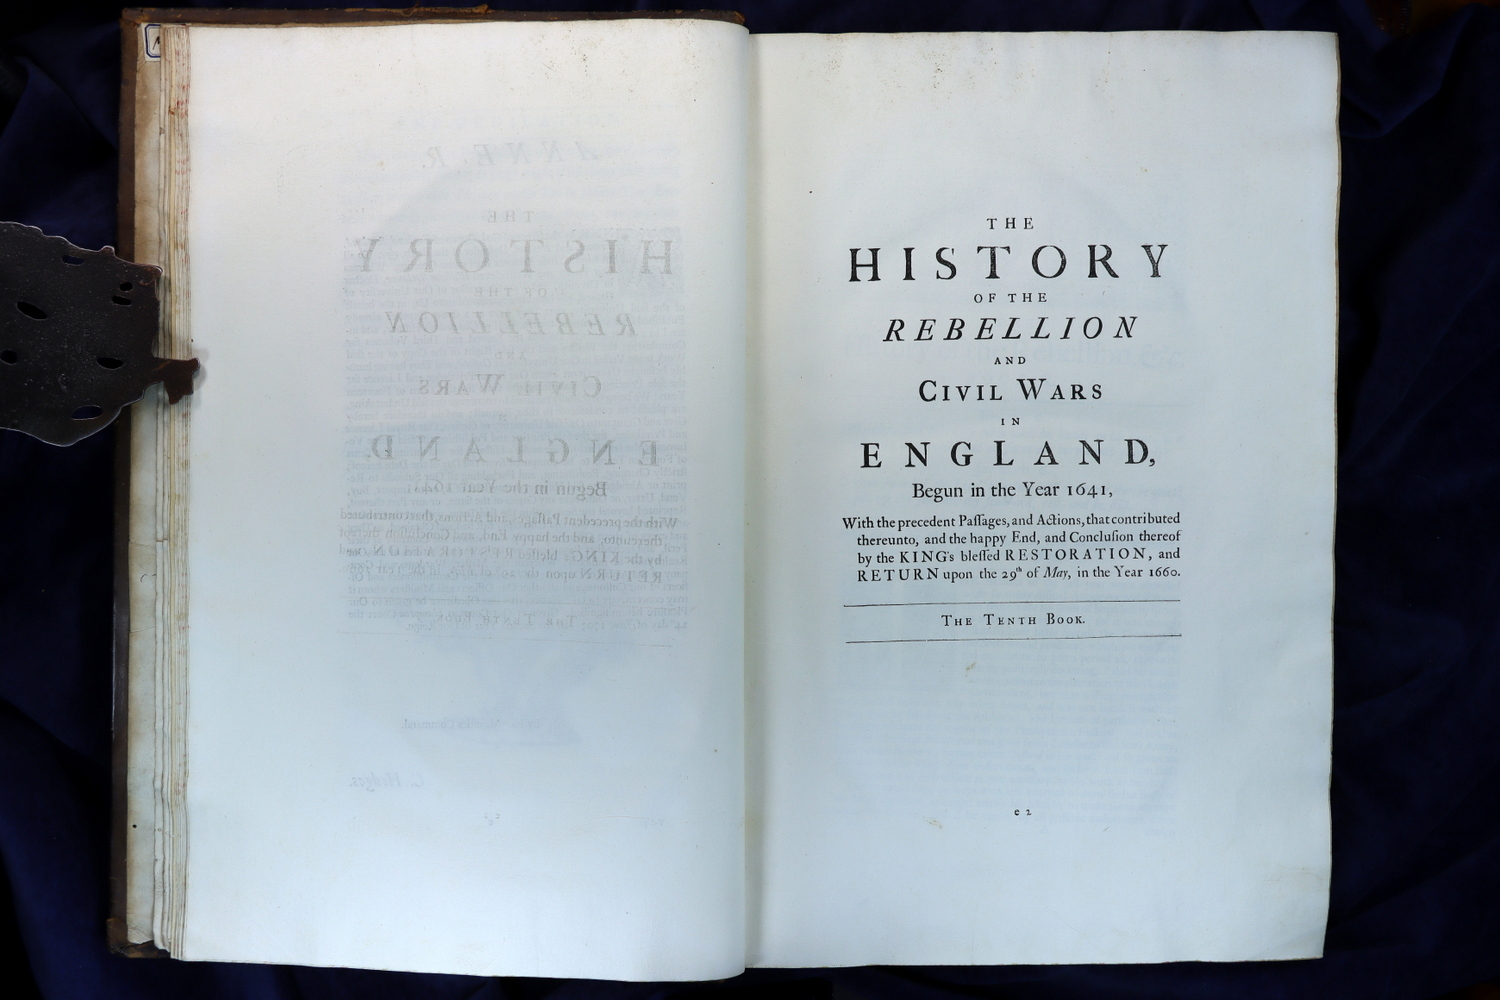 THE
HISTORY
OF THE
REBELLION
AND
CIVIL WARS
IN
ENGLAND,
Begun in the Year 1641,
With the precedent Paſſages, and Actions, that contributed
thereunto, and the happy End, and Concluſion thereof
by the KING's bleſſed RESTORATION, and
RETURN upon the 29th of May, in the Year 1660.
THE TENTH BOOK.
e 2